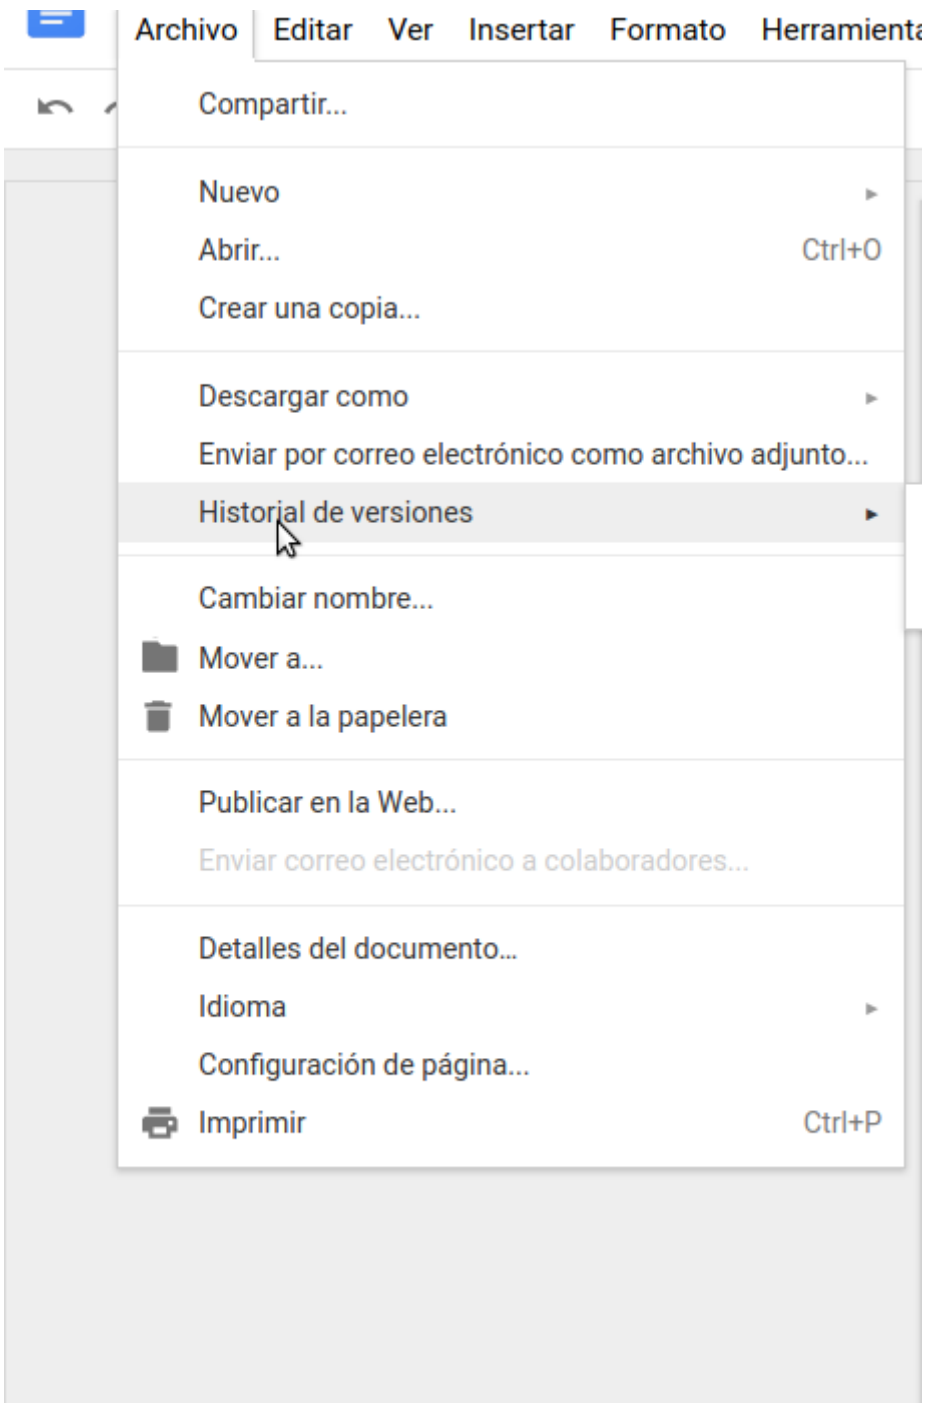 Archivo Editar Ver Insertar Formato Herramienta
Compartir...
Nuevo
Abrir... Ctrl+O
Crear una copia...
Descargar como
Enviar por correo electrónico como archivo adjunto...
Historial de versiones
Cambiar nombre...
Mover a...
Mover a la papelera
Publicar en la Web...
Enviar correo electrónico a colaboradores...
Detalles del documento...
Idioma
Configuración de página...
Imprimir Ctrl+P